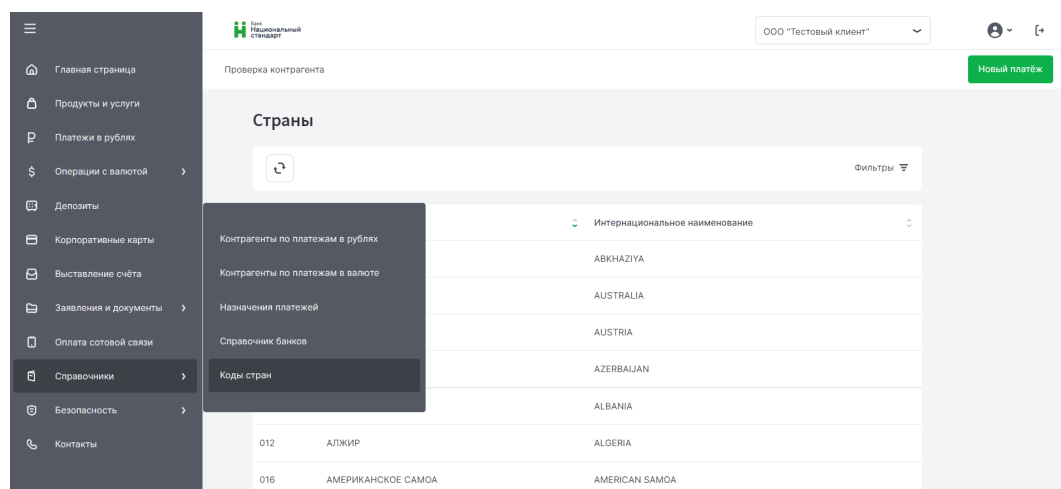 Банк
Национальный
стандарт
ООО "Тестовый клиент"
Главная страница
Продукты и услуги
Платежи в рублях
Операции с валютой
Депозиты
Корпоративные карты
Выставление счёта
Заявления и документы
Оплата сотовой связи
Справочники
Безопасность
Контакты
Проверка контрагента
Новый платёж
Страны
Фильтры
Контрагенты по платежам в рублях
Контрагенты по платежам в валюте
Назначения платежей
Справочник банков
Коды стран
Интернациональное наименование
ABKHAZIYA
AUSTRALIA
AUSTRIA
AZERBAIJAN
ALBANIA
012 АЛЖИР ALGERIA
016 АМЕРИКАНСКОЕ САМОА AMERICAN SAMOA